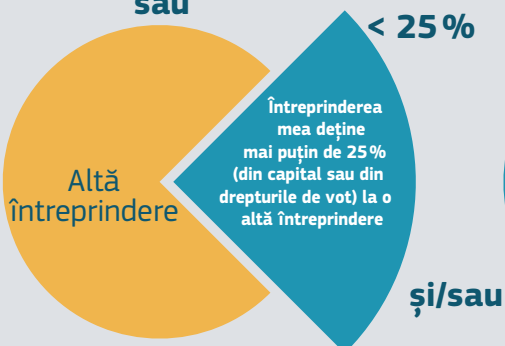 sau
< 25 %
Întreprinderea
mea deține
mai puțin de 25 %
(din capital sau din
drepturile de vot) la o
altă întreprindere
Altă
întreprindere
și/sau